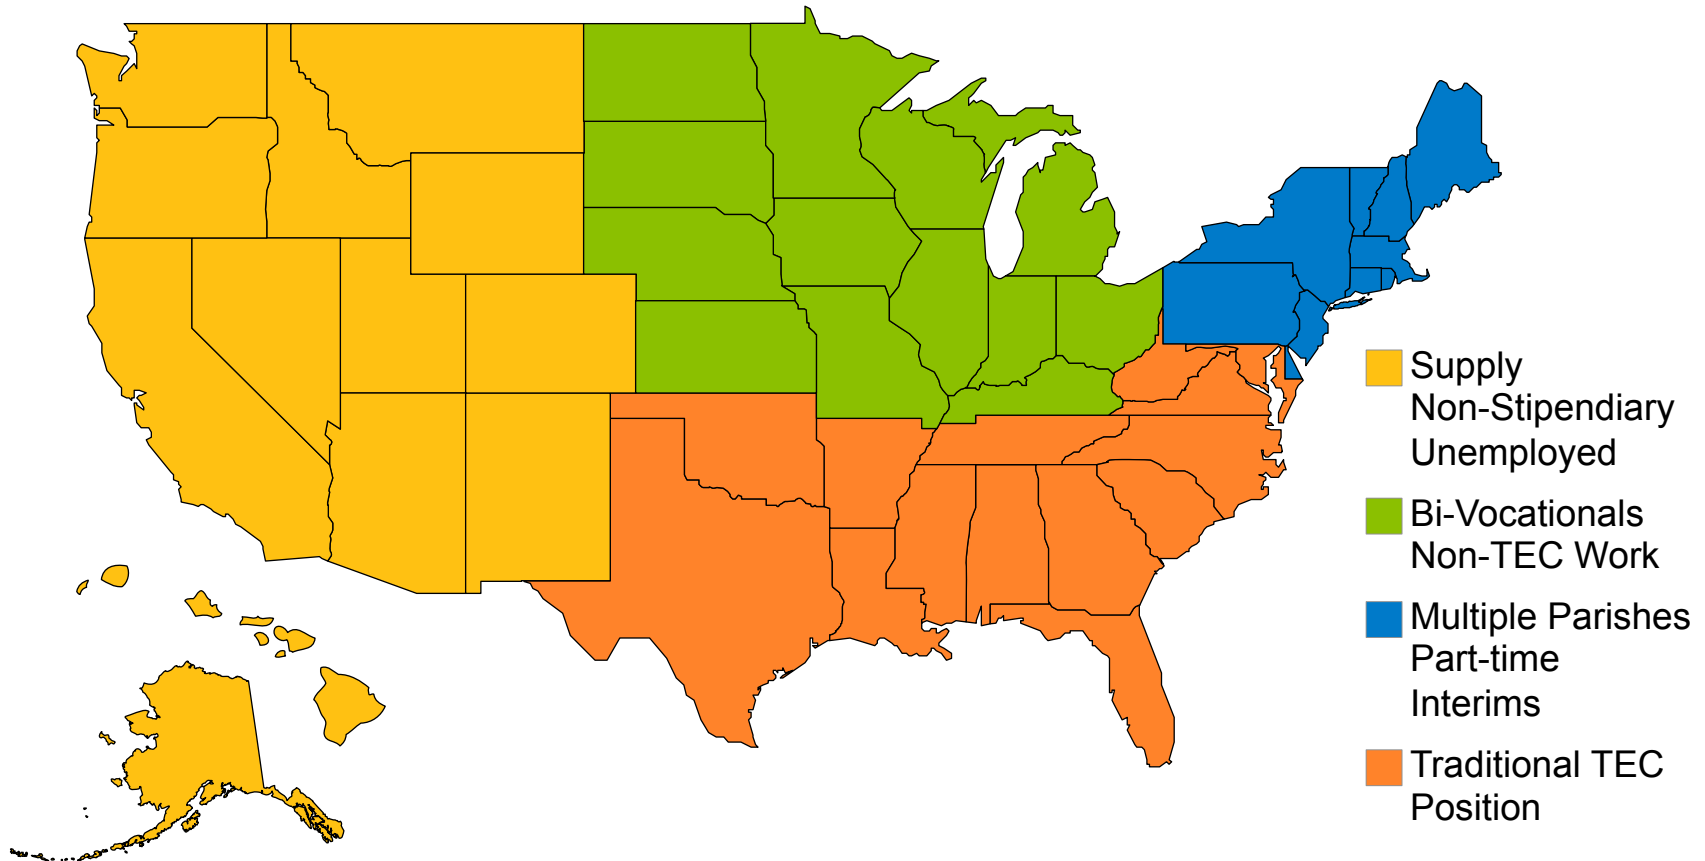 Supply
Non-Stipendiary
Unemployed
Bi-Vocationals
Non-TEC Work
Multiple Parishes
Part-time
Interims
Traditional TEC
Position